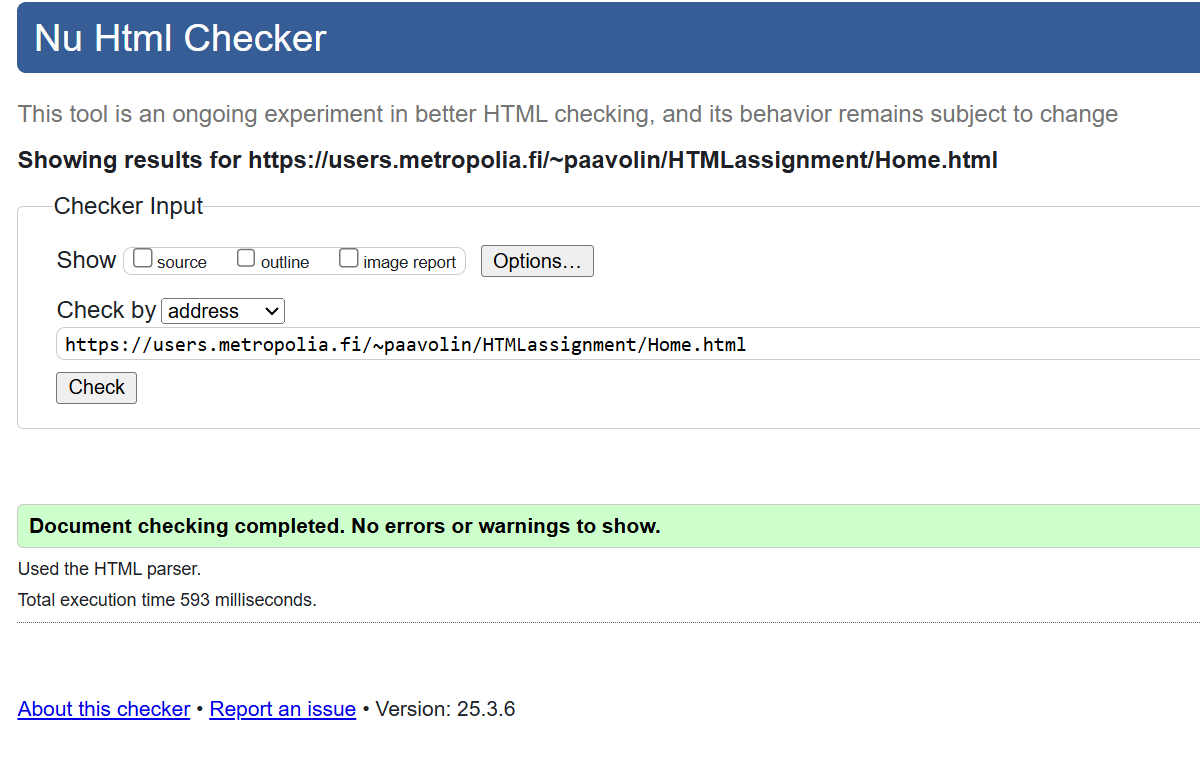 Nu Html Checker
This tool is an ongoing experiment in better HTML checking, and its behavior remains subject to change
Showing results for https://users.metropolia.fi/~paavolin/HTMLassignment/Home.html
Checker Input
Show source outline image report Options...
Check by address
https://users.metropolia.fi/~paavolin/HTMLassignment/Home.html
Check
Document checking completed. No errors or warnings to show.
Used the HTML parser.
Total execution time 593 milliseconds.
About this checker • Report an issue • Version: 25.3.6